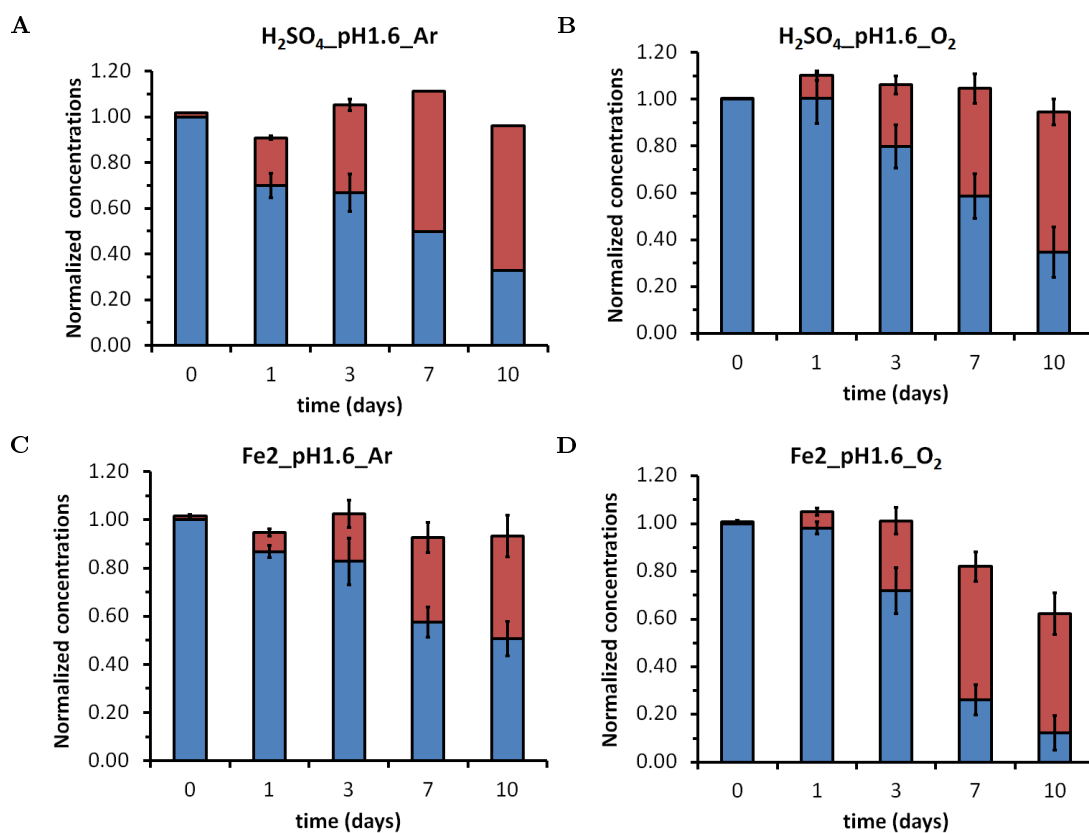 A
H₂SO₄_pH1.6_Ar
Normalized concentrations
1.20
1.00
0.80
0.60
0.40
0.20
0.00
0 1 3 7 10
time (days)
B
H₂SO₄_pH1.6_O₂
Normalized concentrations
1.20
1.00
0.80
0.60
0.40
0.20
0.00
0 1 3 7 10
time (days)
C
Fe2_pH1.6_Ar
Normalized concentrations
1.20
1.00
0.80
0.60
0.40
0.20
0.00
0 1 3 7 10
time (days)
D
Fe2_pH1.6_O₂
Normalized concentrations
1.20
1.00
0.80
0.60
0.40
0.20
0.00
0 1 3 7 10
time (days)